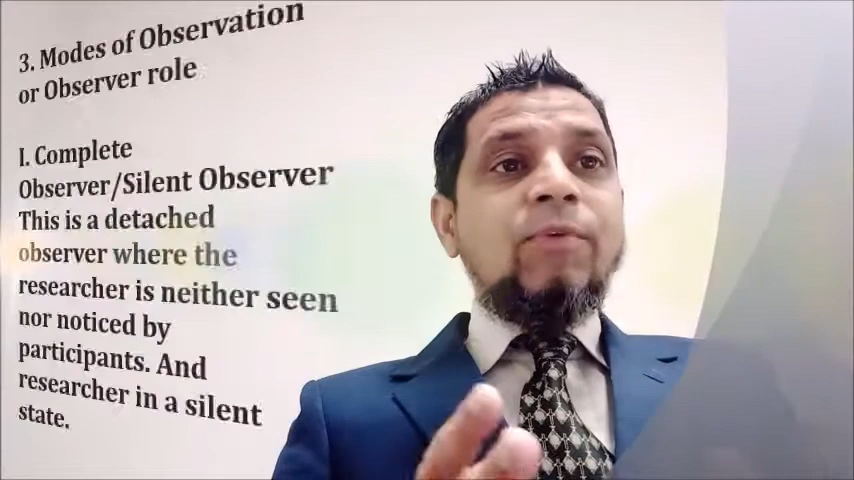 3. Modes of Observation
or Observer role
I. Complete
Observer/Silent Observer
This is a detached
observer where the
researcher is neither seen
nor noticed by
participants. And
researcher in a silent
state.